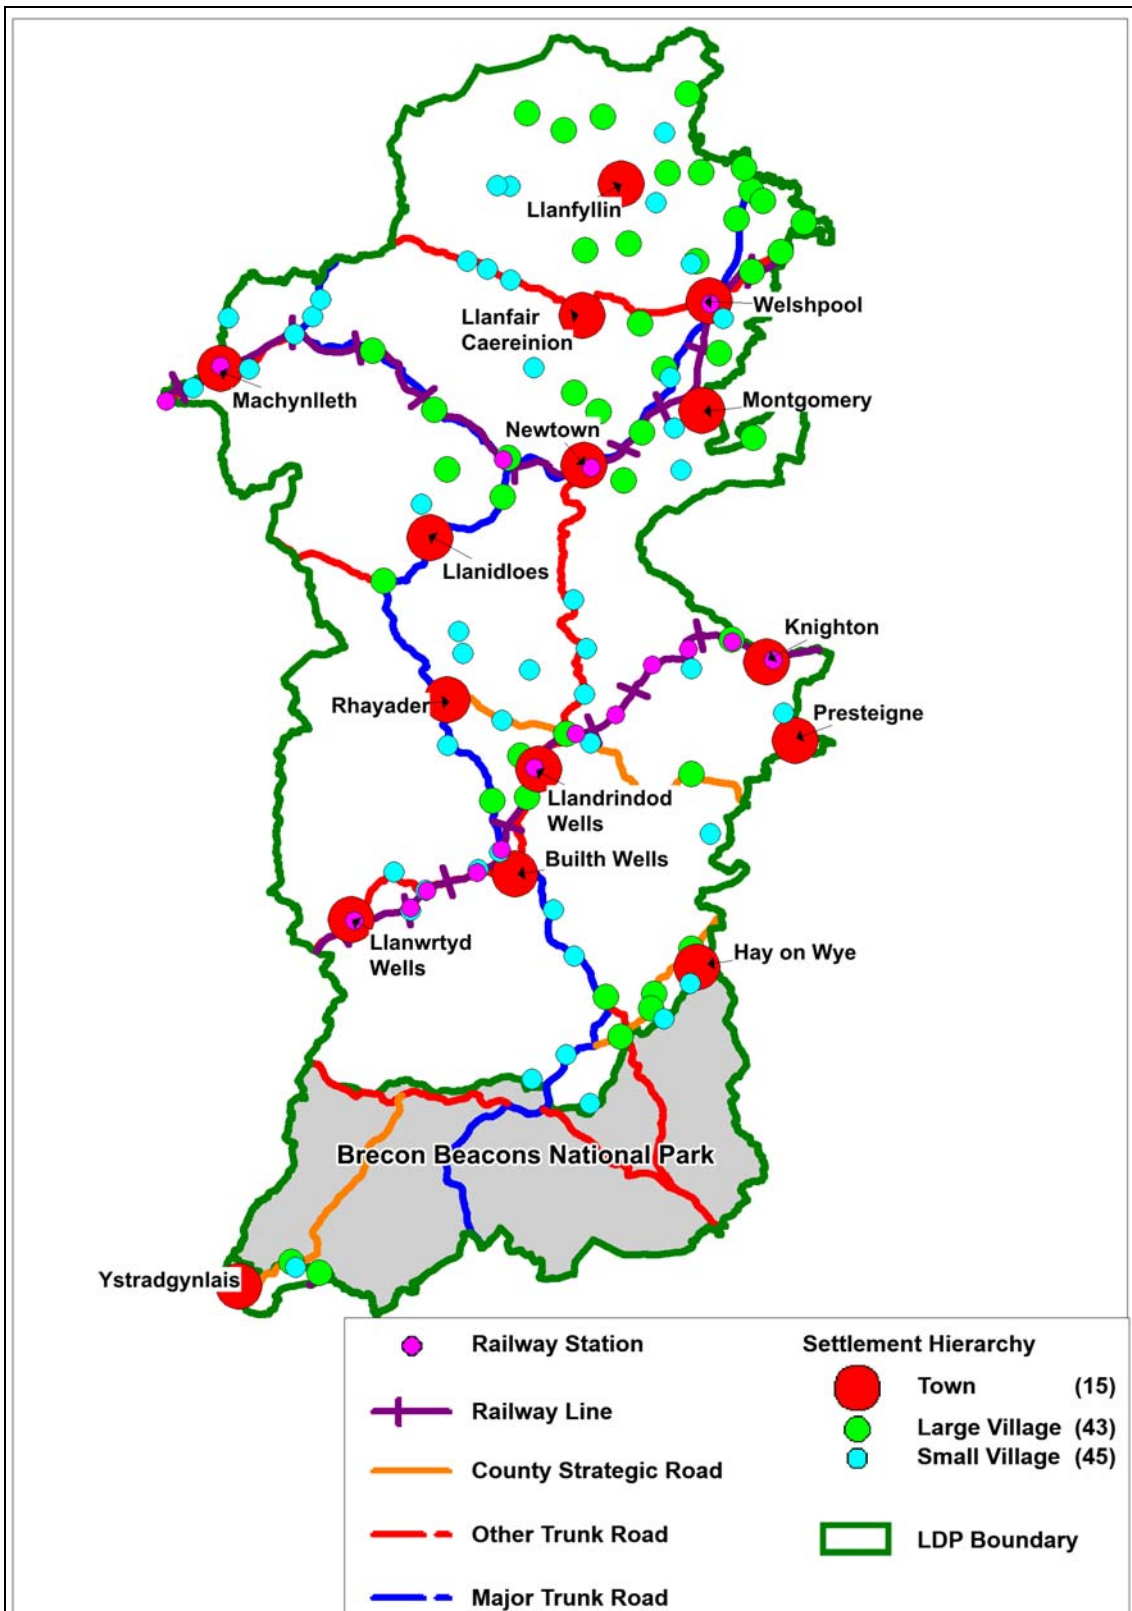 Llanfyllin
Welshpool
Llanfair
Caereinion
Machynlleth
Montgomery
Newtown
Llanidloes
Knighton
Rhayader
Presteigne
Llandrindod
Wells
Builth Wells
Llanwrtyd
Wells
Hay on Wye
Brecon Beacons National Park
Ystradgynlais
Railway Station
Railway Line
County Strategic Road
Other Trunk Road
Major Trunk Road
Settlement Hierarchy
Town (15)
Large Village (43)
Small Village (45)
LDP Boundary